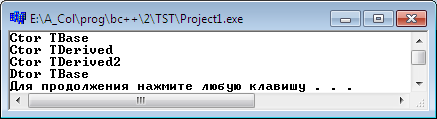 E:\A_Col\prog\bc++\2\TST\Project1.exe
Ctor TBase
Ctor TDerived
Ctor TDerived2
Dtor TBase
Для продолжения нажмите любую клавишу . . .